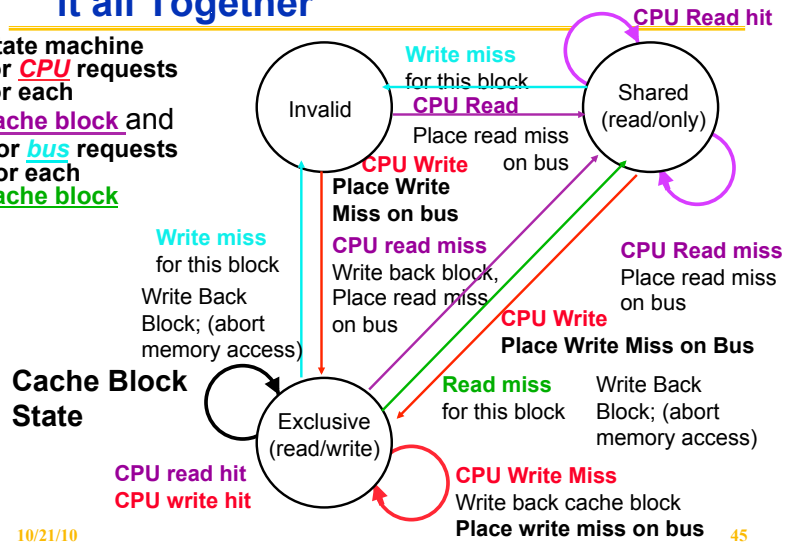 it all Together
CPU Read hit
tate machine
or CPU requests
or each
ache block and
or bus requests
or each
ache block
Write miss
for this block
Invalid
CPU Read
Place read miss
on bus
Shared
(read/only)
CPU Write
Place Write
Miss on bus
Write miss
for this block
Write Back
Block; (abort
memory access)
CPU read miss
Write back block,
Place read miss
on bus
CPU Read miss
Place read miss
on bus
CPU Write
Place Write Miss on Bus
Cache Block
State
Read miss
for this block
Write Back
Block; (abort
memory access)
Exclusive
(read/write)
CPU read hit
CPU write hit
CPU Write Miss
Write back cache block
Place write miss on bus
10/21/10
45